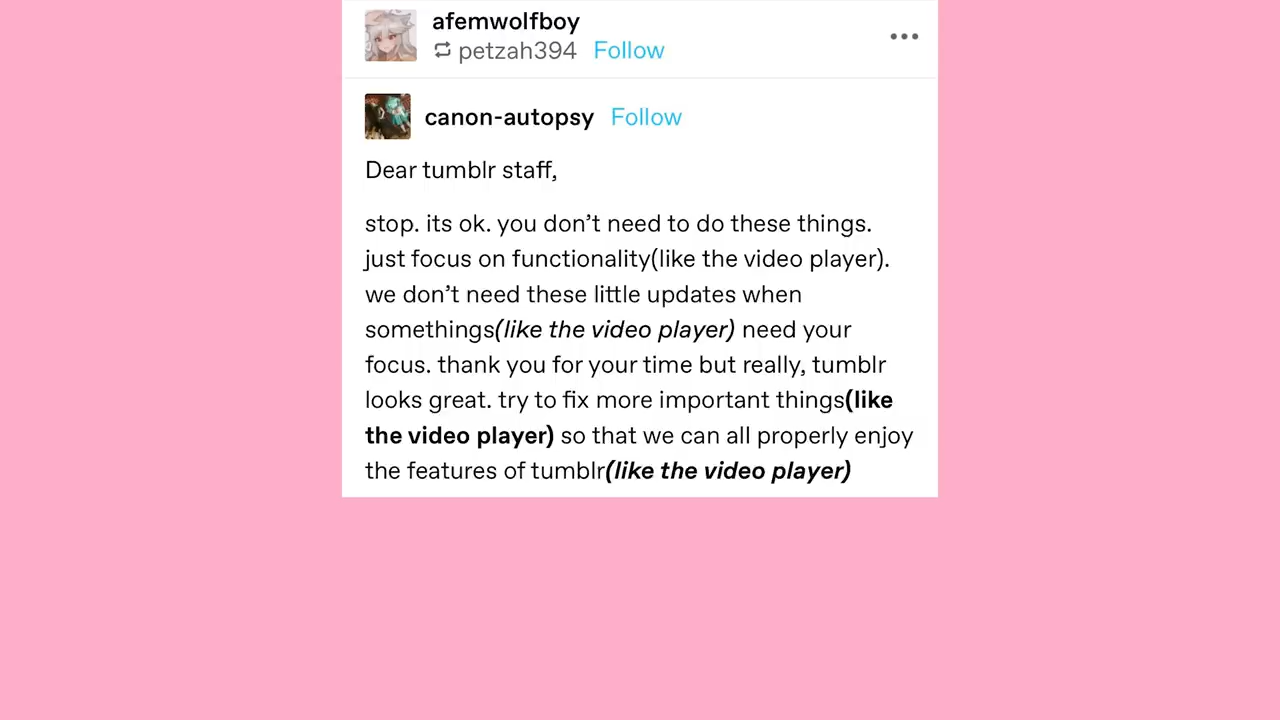 afemwolfboy
petzah394 Follow
canon-autopsy Follow
Dear tumblr staff,
stop. its ok. you don’t need to do these things.
just focus on functionality(like the video player).
we don’t need these little updates when
somethings(like the video player) need your
focus. thank you for your time but really, tumblr
looks great. try to fix more important things(like
the video player) so that we can all properly enjoy
the features of tumblr(like the video player)